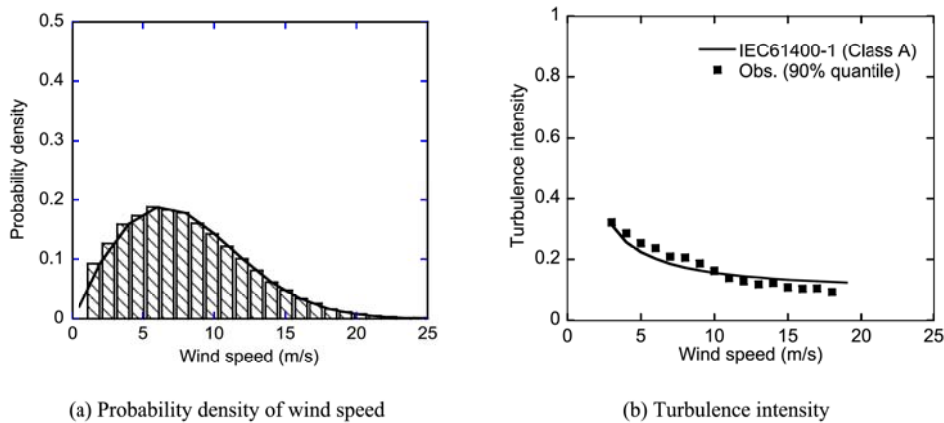 0.5
0.4
0.3
0.2
0.1
0
Probability density
0 5 10 15 20 25
Wind speed (m/s)
(a) Probability density of wind speed
1
0.8
0.6
0.4
0.2
0
Turbulence intensity
IEC61400-1 (Class A)
Obs. (90% quantile)
0 5 10 15 20 25
Wind speed (m/s)
(b) Turbulence intensity